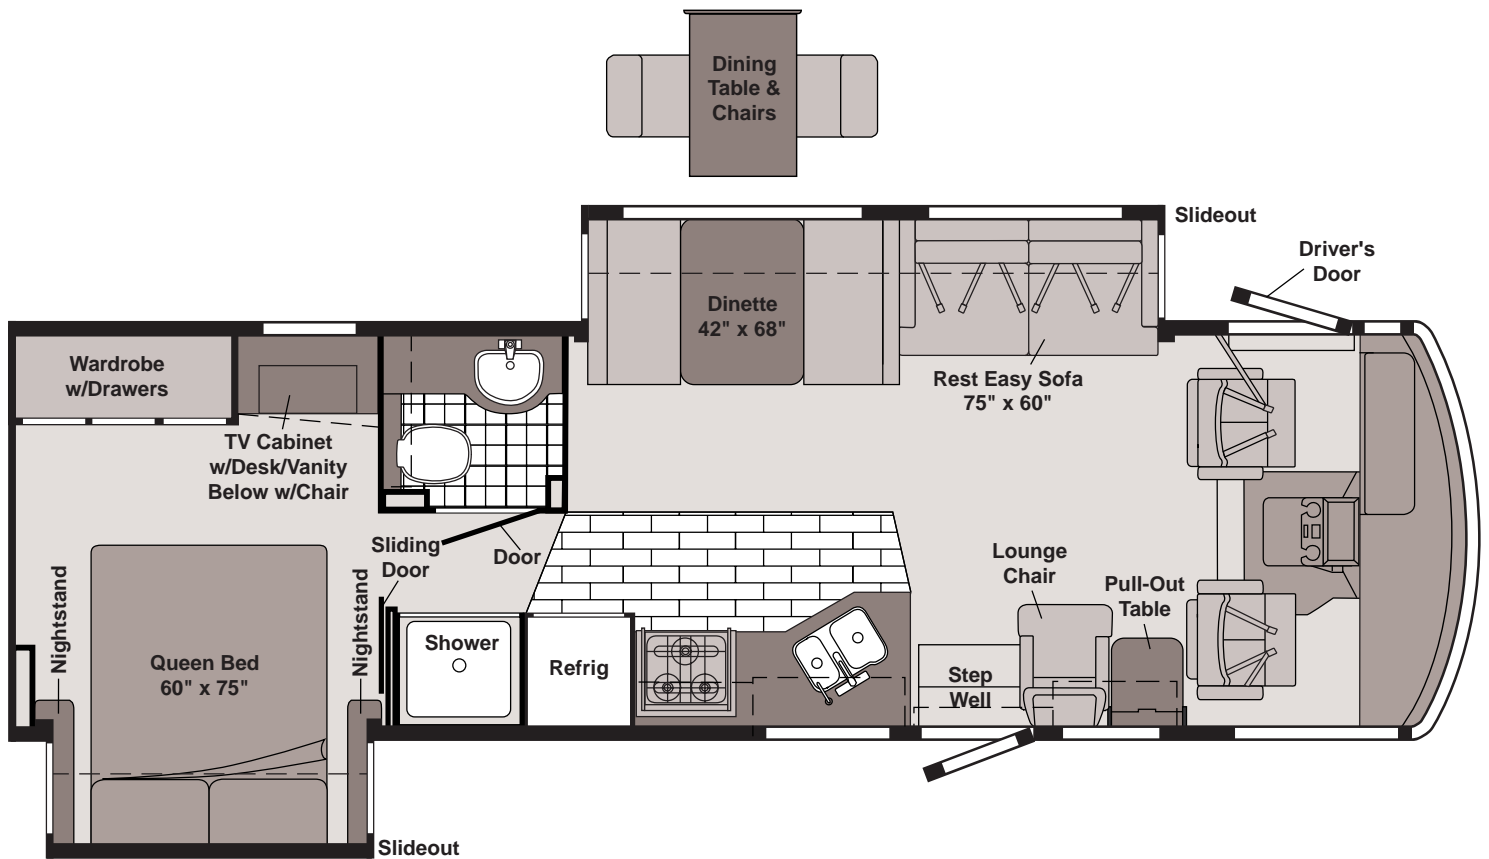 Dining
Table &
Chairs
Slideout
Driver's
Door
Dinette
42" x 68"
Rest Easy Sofa
75" x 60"
Wardrobe
w/Drawers
TV Cabinet
w/Desk/Vanity
Below w/Chair
Sliding
Door
Door
Lounge
Chair
Pull-Out
Table
Nightstand
Nightstand
Queen Bed
60" x 75"
Shower
Refrig
Step
Well
Slideout